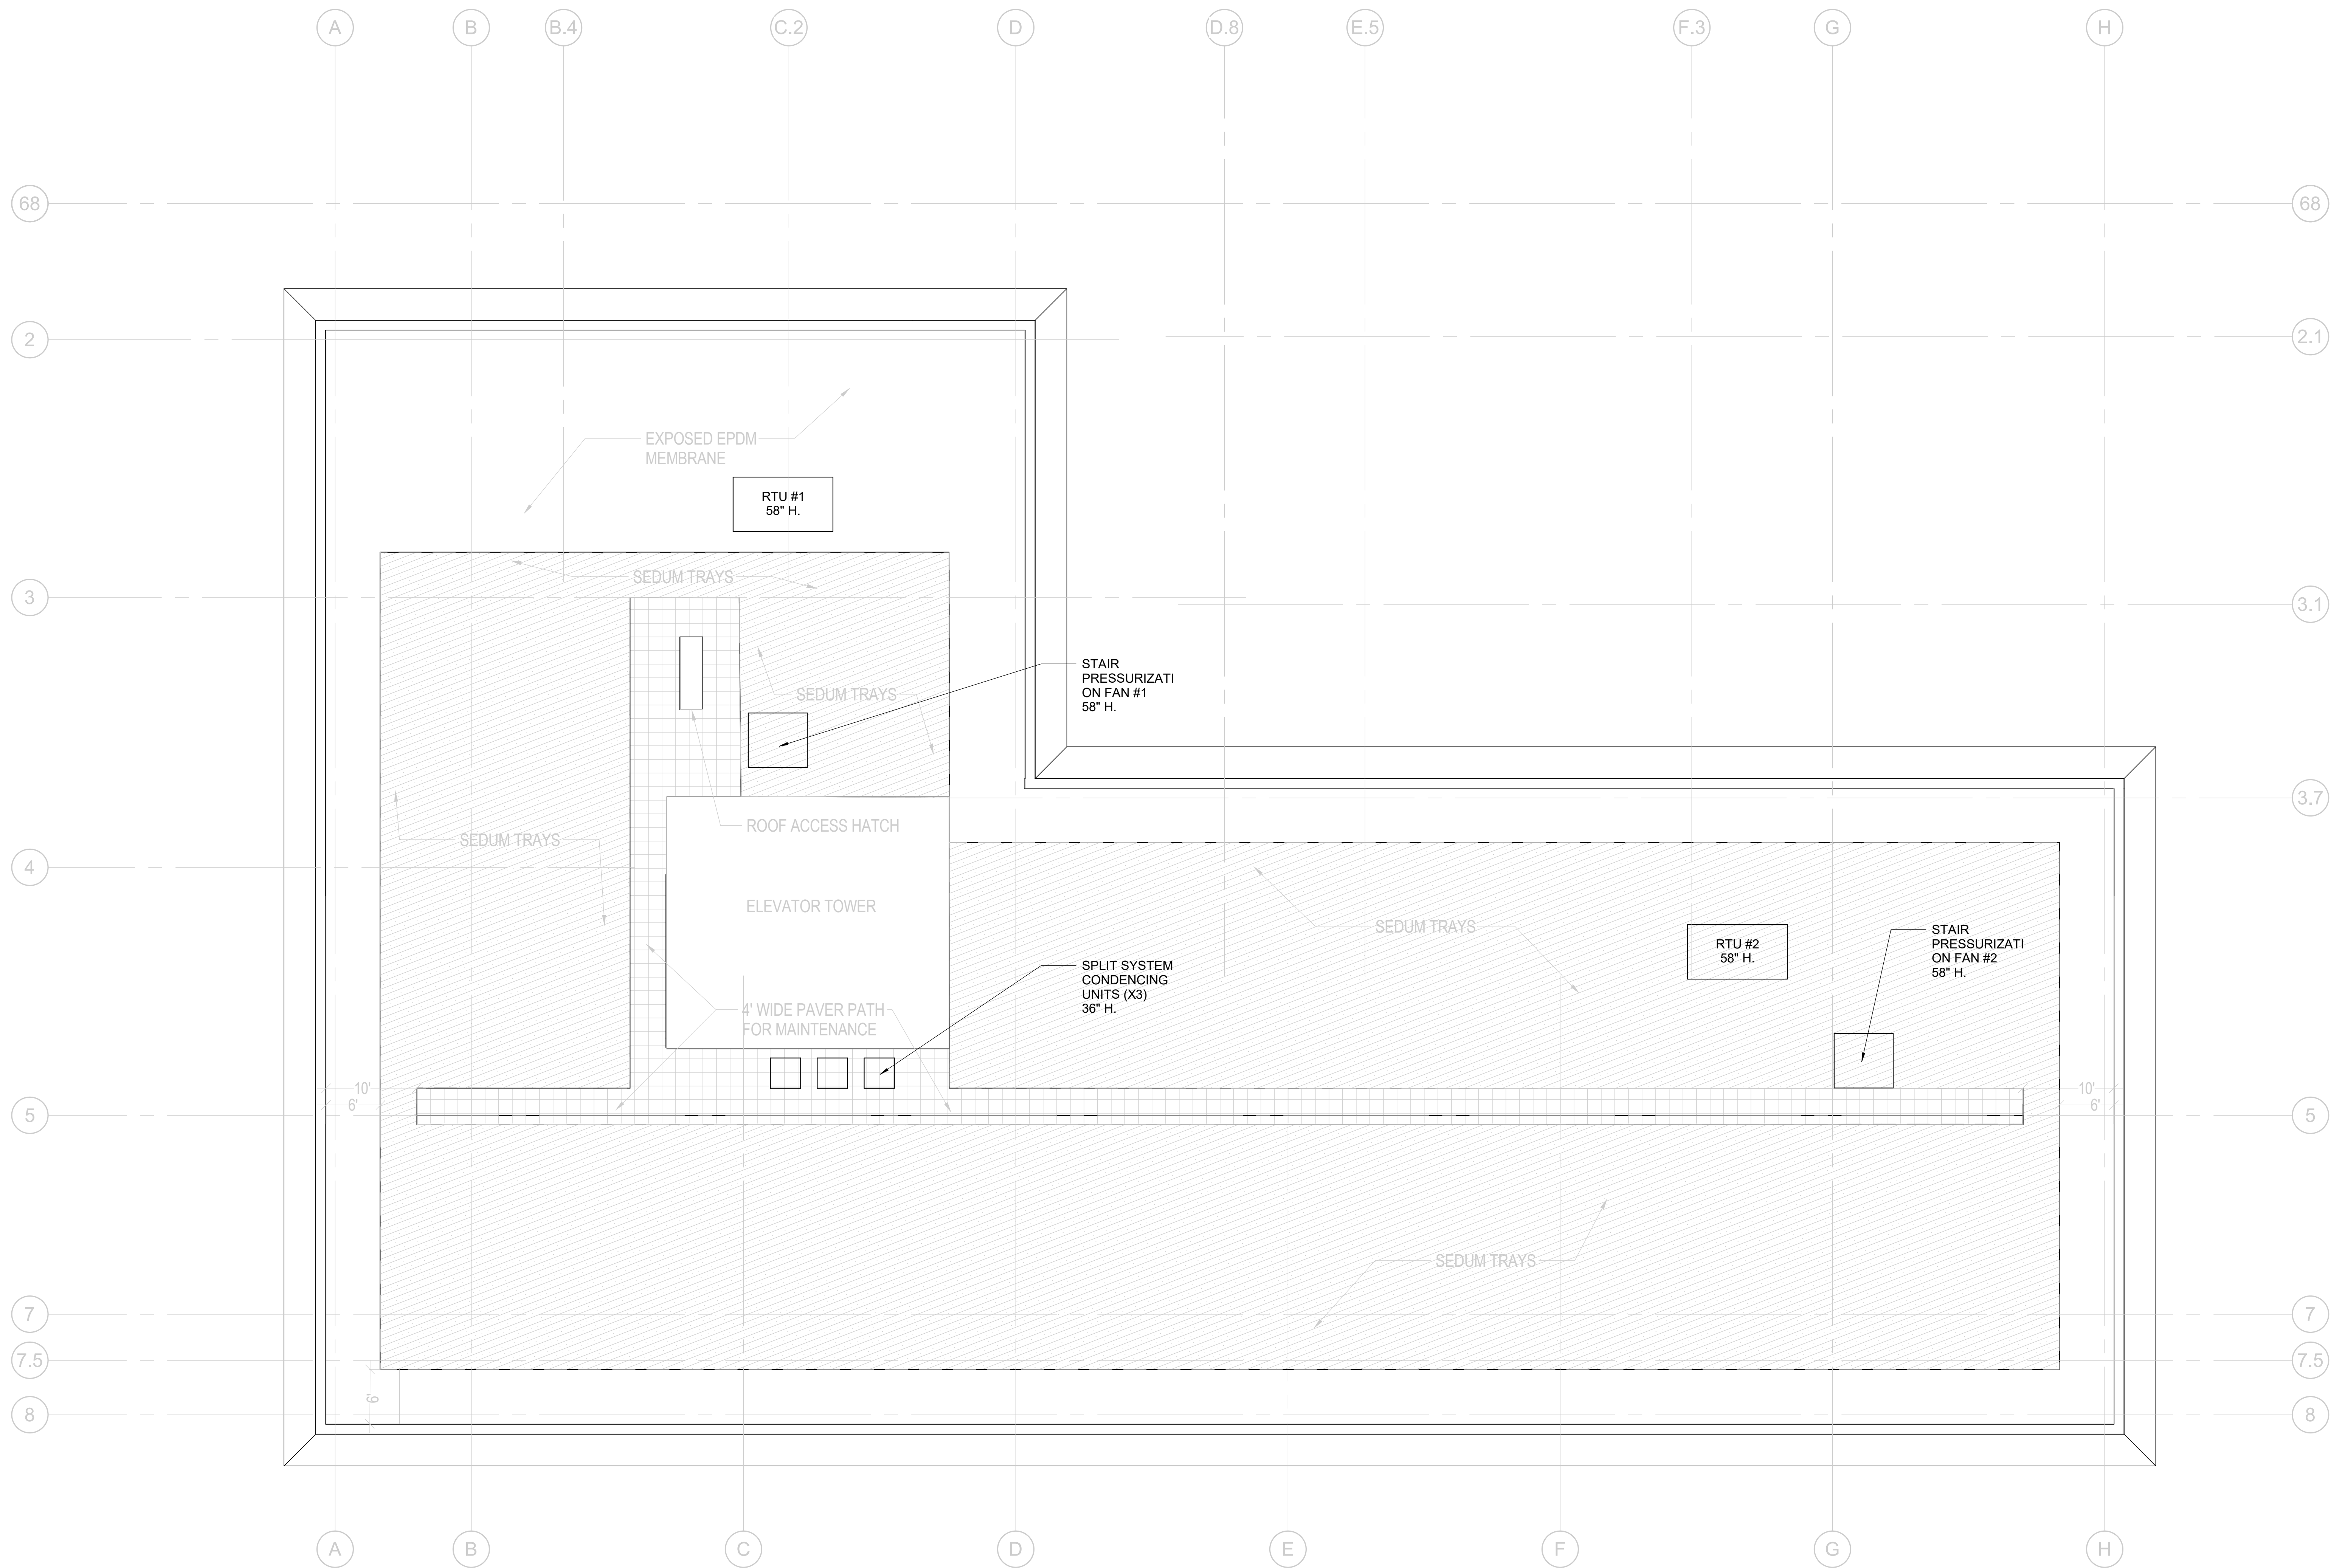 A
B
B.4
C.2
D
D.8
E.5
F.3
G
H
68
68
2
2.1
EXPOSED EPDM
MEMBRANE
RTU #1
58" H.
SEDUM TRAYS
3
3.1
STAIR
PRESSURIZATI
ON FAN #1
58" H.
SEDUM TRAYS
3.7
ROOF ACCESS HATCH
SEDUM TRAYS
4
ELEVATOR TOWER
SEDUM TRAYS
RTU #2
58" H.
STAIR
PRESSURIZATI
ON FAN #2
58" H.
SPLIT SYSTEM
CONDENCING
UNITS (X3)
36" H.
4' WIDE PAVER PATH
FOR MAINTENANCE
10'
6'
10'
6'
5
5
SEDUM TRAYS
7
7
7.5
7.5
6'
8
8
A
B
C
D
E
F
G
H